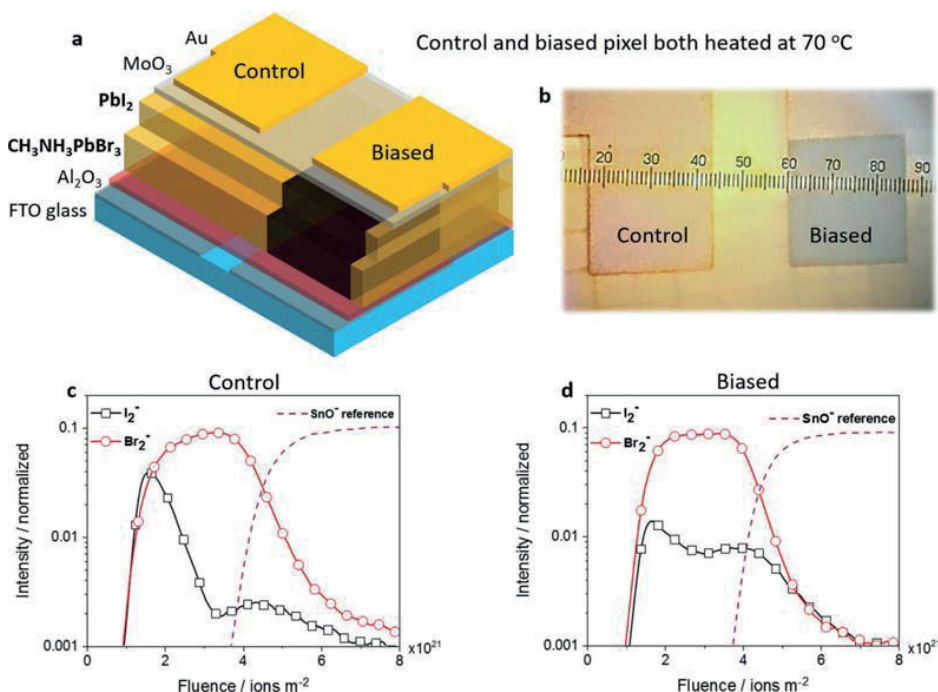 Control and biased pixel both heated at 70 °C
a
Au
MoO₃
PbI₂
CH₃NH₃PbBr₃
Al₂O₃
FTO glass
Control
Biased
b
20 30 40 50 60 70 80 90
Control
Biased
c
Control
I₂⁻
Br₂⁻
SnO⁻ reference
Intensity / normalized
0.1
0.01
0.001
0 2 4 6 8
×10²¹
Fluence / ions m⁻²
d
Biased
I₂⁻
Br₂⁻
SnO⁻ reference
Intensity / normalized
0.1
0.01
0.001
0 2 4 6 8
×10²¹
Fluence / ions m⁻²